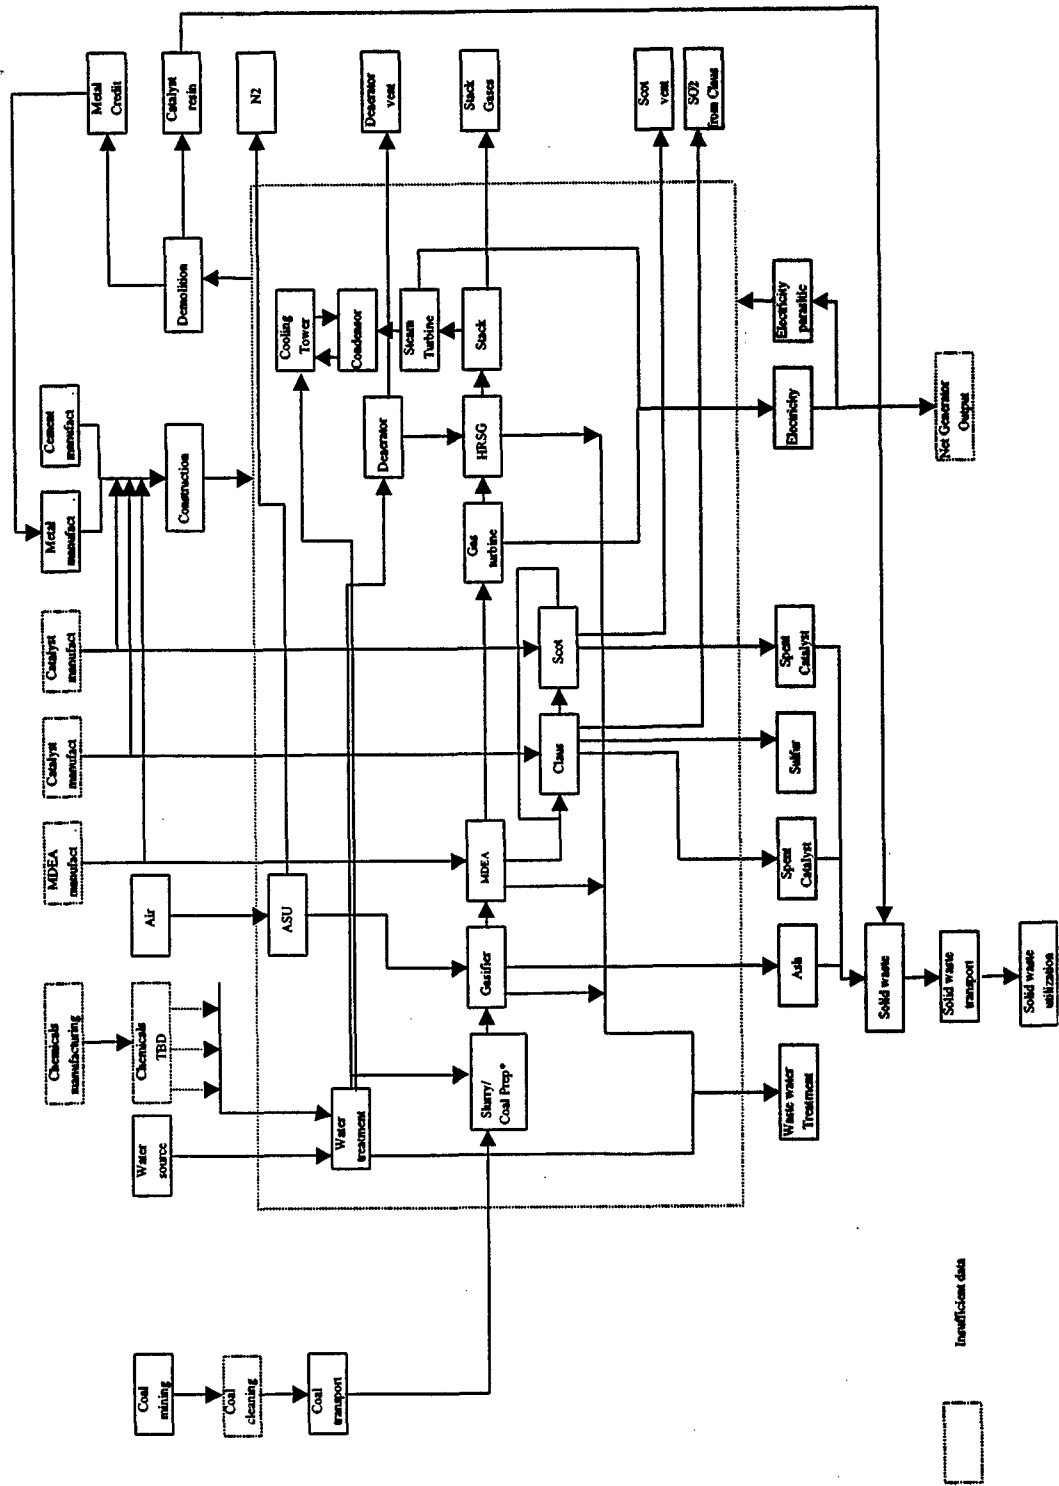 Coal
mining
Coal
cleaning
Coal
transport
Water
source
Chemicals
manufacturing
Chemicals
TBD
Air
MDEA
manufact
Catalyst
manufact
Catalyst
manufact
Metal
manufact
Cement
manufact
Construction
Demolition
Metal
Credit
Catalyst
resin
N2
Deaerator
vent
Stack
Gases
Scot
vent
SO2
from Claus
Water
treatment
ASU
Cooling
Tower
Condensor
Deaerator
Steam
Turbine
Slurry/
Coal Prep*
Gasifier
MDEA
Gas
turbine
HRSG
Stack
Claus
Scot
Waste water
Treatment
Ash
Spent
Catalyst
Sulfur
Spent
Catalyst
Electricity
Electricity
parasitic
Solid waste
Solid waste
transport
Solid waste
utilization
Net Generator
Output
Insufficient data